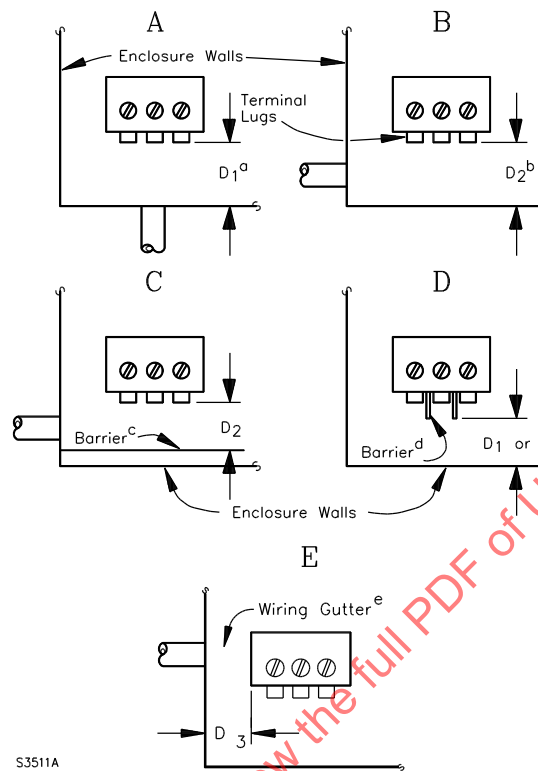 A
B
Enclosure Walls
Terminal
Lugs
D1a
D2b
C
D
D2
Barrierc
Barrierd
D1 or
Enclosure Walls
E
Wiring Guttere
D 3
S3511A
w the full PDF of U